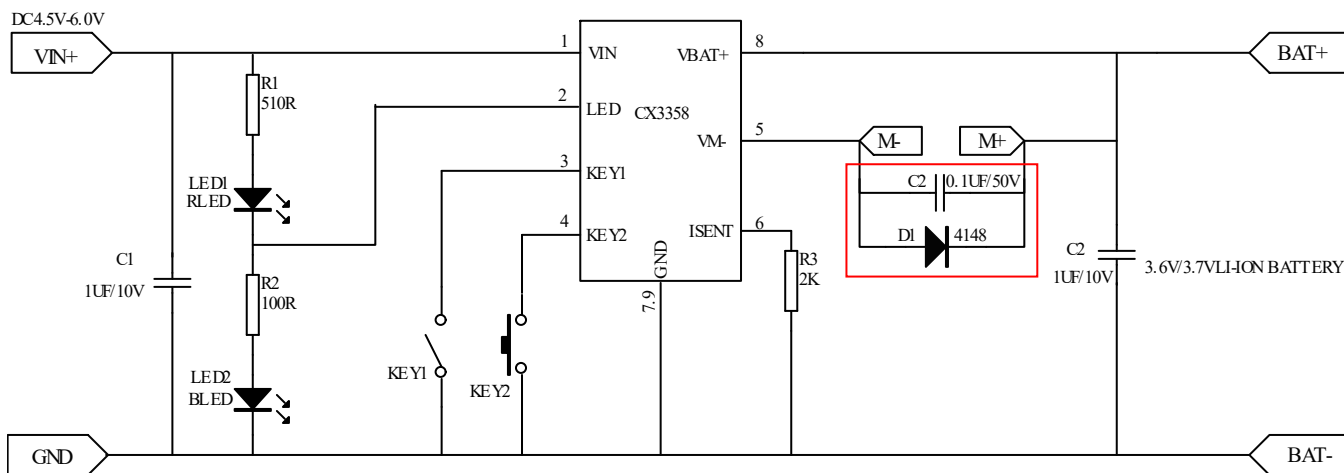 DC4.5V-6.0V
VIN+
1
VIN
VBAT+
8
BAT+
R1
510R
2
LED
CX3358
VM-
5
M-
M+
3
KEY1
C2
0.1UF/50V
LED1
RLED
4
KEY2
ISENT
6
D1
4148
C1
1UF/10V
R2
100R
GND
7.9
R3
2K
C2
1UF/10V
3.6V/3.7VLI-ION BATTERY
KEY1
KEY2
LED2
BLED
GND
BAT-